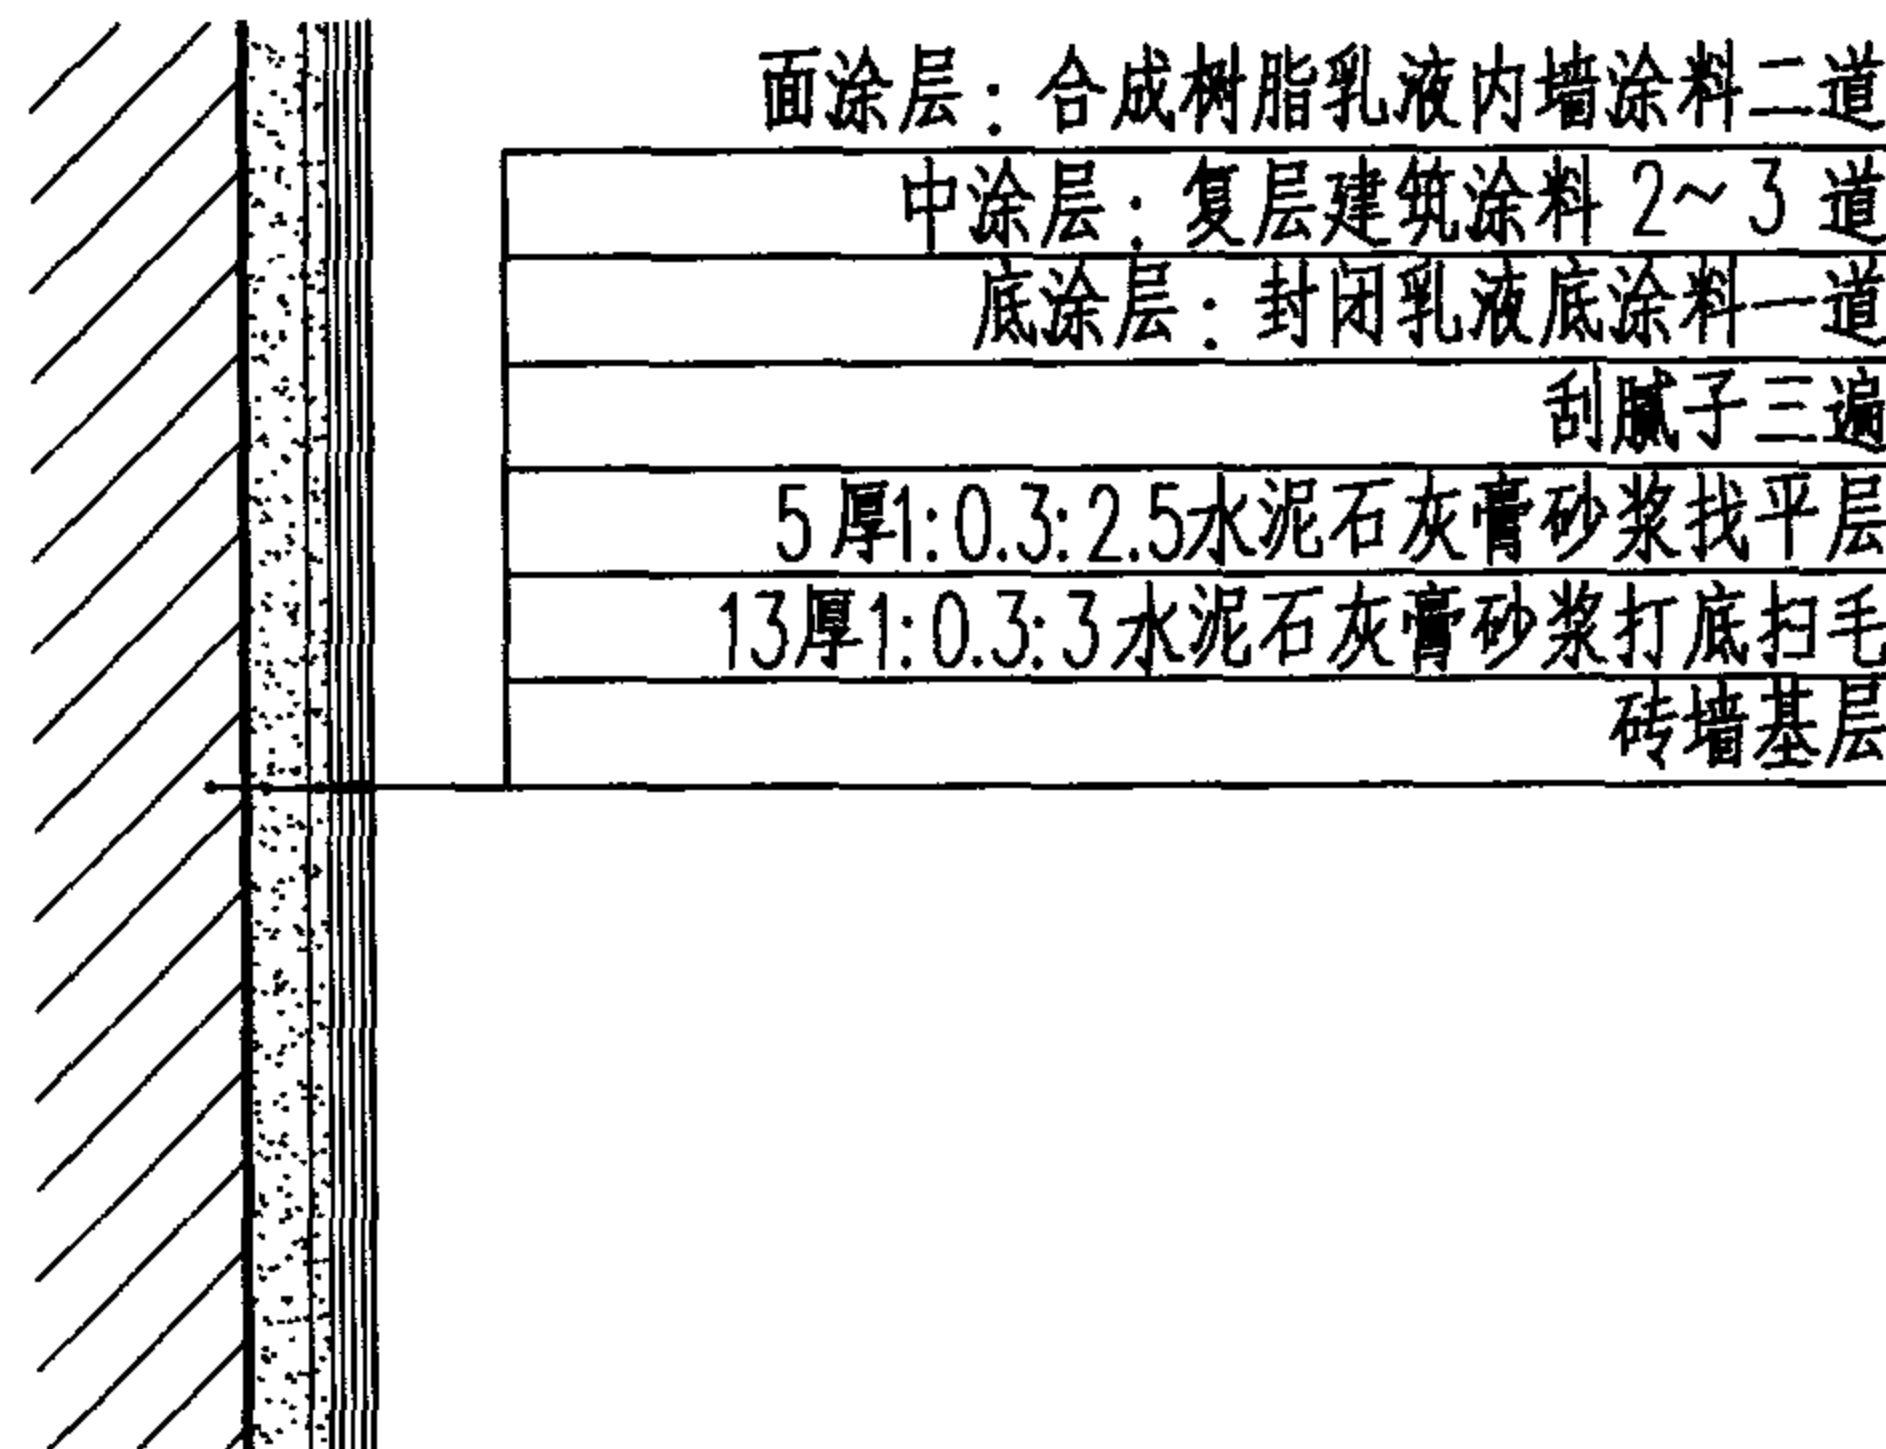 面涂层：合成树脂乳液内墙涂料二道
中涂层：复层建筑涂料 2~3 道
底涂层：封闭乳液底涂料一道
刮腻子三遍
5厚1:0.3:2.5水泥石灰膏砂浆找平层
13厚1:0.3:3水泥石灰膏砂浆打底扫毛
砖墙基层